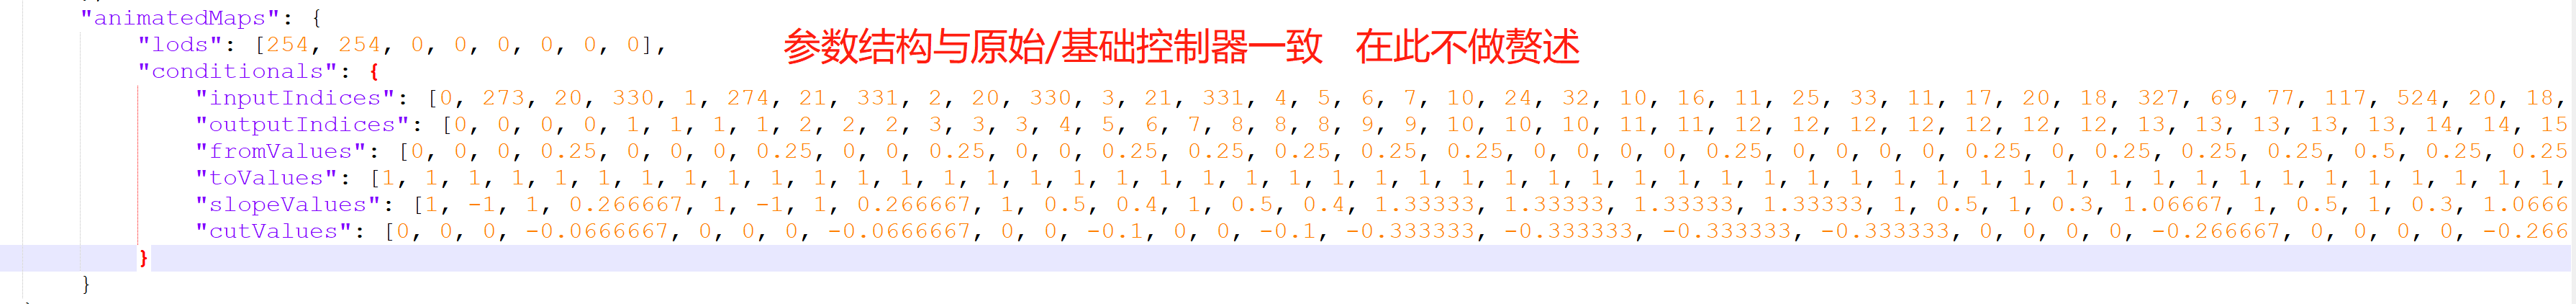 "animatedMaps": {
"lods": [254, 254, 0, 0, 0, 0, 0, 0],
参数结构与原始/基础控制器一致 在此不做赘述
"conditionals": {
"inputIndices": [0, 273, 20, 330, 1, 274, 21, 331, 2, 20, 330, 3, 21, 331, 4, 5, 6, 7, 10, 24, 32, 10, 16, 11, 25, 33, 11, 17, 20, 18, 327, 69, 77, 117, 524, 20, 18,
"outputIndices": [0, 0, 0, 0, 1, 1, 1, 1, 2, 2, 2, 3, 3, 3, 4, 5, 6, 7, 8, 8, 8, 9, 9, 10, 10, 10, 11, 11, 12, 12, 12, 12, 12, 12, 12, 13, 13, 13, 13, 13, 14, 14, 15
"fromValues": [0, 0, 0, 0.25, 0, 0, 0, 0.25, 0, 0, 0.25, 0, 0, 0.25, 0.25, 0.25, 0.25, 0.25, 0, 0, 0, 0, 0.25, 0, 0, 0, 0, 0.25, 0, 0.25, 0.25, 0.25, 0.5, 0.25, 0.25
"toValues": [1, 1, 1, 1, 1, 1, 1, 1, 1, 1, 1, 1, 1, 1, 1, 1, 1, 1, 1, 1, 1, 1, 1, 1, 1, 1, 1, 1, 1, 1, 1, 1, 1, 1, 1, 1, 1, 1, 1, 1, 1, 1, 1, 1, 1, 1, 1, 1, 1, 1, 1,
"slopeValues": [1, -1, 1, 0.266667, 1, -1, 1, 0.266667, 1, 0.5, 0.4, 1, 0.5, 0.4, 1.33333, 1.33333, 1.33333, 1.33333, 1, 0.5, 1, 0.3, 1.06667, 1, 0.5, 1, 0.3, 1.0666
"cutValues": [0, 0, 0, -0.0666667, 0, 0, 0, -0.0666667, 0, 0, -0.1, 0, 0, -0.1, -0.333333, -0.333333, -0.333333, -0.333333, 0, 0, 0, 0, -0.266667, 0, 0, 0, 0, -0.266
}
}